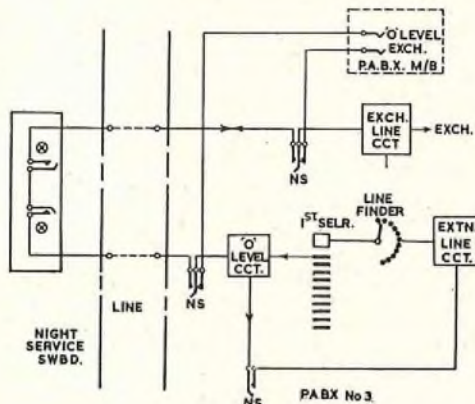 'O' LEVEL
EXCH.
P.A.B.X. M/B
EXCH.
LINE
CCT
EXCH.
NS
LINE
FINDER
1ST SELR.
EXTN
LINE
CCT.
'O'
LEVEL
CCT.
NS
LINE
NIGHT
SERVICE
SWBD.
NS
P.A.B.X No 3.